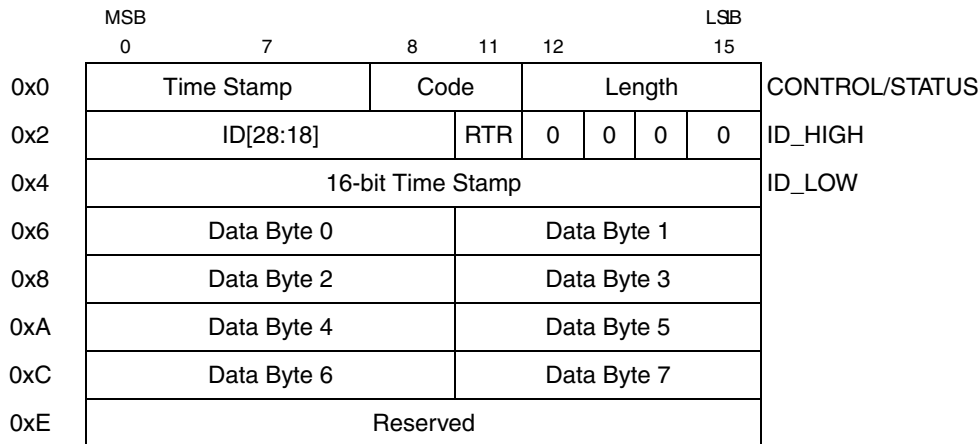 MSB LSB
0 7 8 11 12 15
0x0 Time Stamp Code Length CONTROL/STATUS
0x2 ID[28:18] RTR 0 0 0 0 ID_HIGH
0x4 16-bit Time Stamp ID_LOW
0x6 Data Byte 0 Data Byte 1
0x8 Data Byte 2 Data Byte 3
0xA Data Byte 4 Data Byte 5
0xC Data Byte 6 Data Byte 7
0xE Reserved